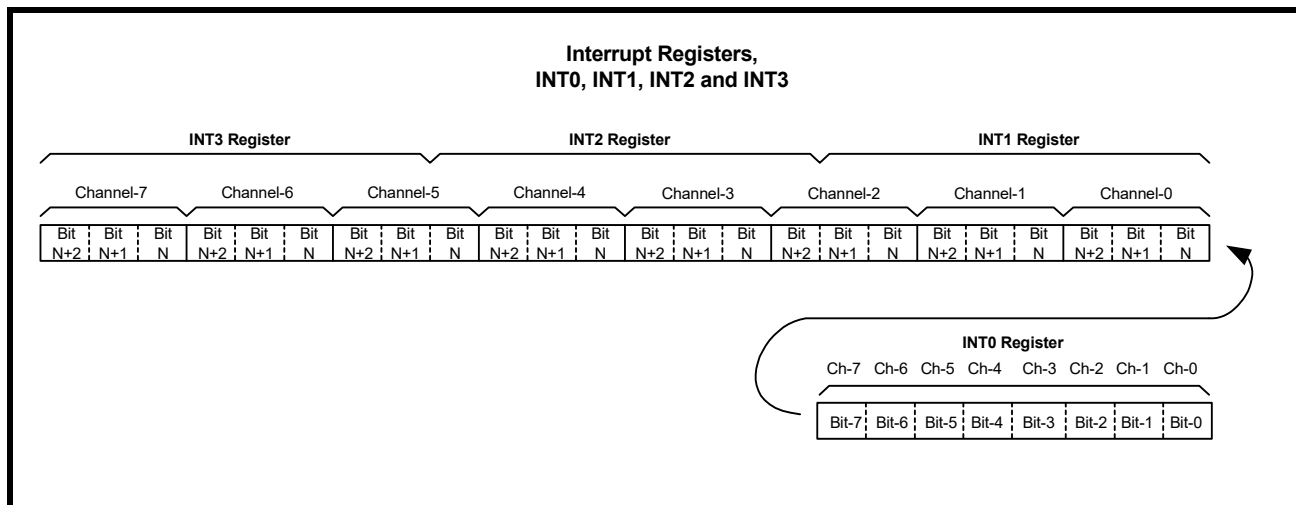 Interrupt Registers,
INT0, INT1, INT2 and INT3
INT3 Register INT2 Register INT1 Register
Channel-7 Channel-6 Channel-5 Channel-4 Channel-3 Channel-2 Channel-1 Channel-0
Bit Bit Bit Bit Bit Bit Bit Bit Bit Bit Bit Bit Bit Bit Bit Bit Bit Bit Bit Bit Bit Bit Bit Bit
N+2 N+1 N N+2 N+1 N N+2 N+1 N N+2 N+1 N N+2 N+1 N N+2 N+1 N N+2 N+1 N N+2 N+1 N
INT0 Register
Ch-7 Ch-6 Ch-5 Ch-4 Ch-3 Ch-2 Ch-1 Ch-0
Bit-7 Bit-6 Bit-5 Bit-4 Bit-3 Bit-2 Bit-1 Bit-0